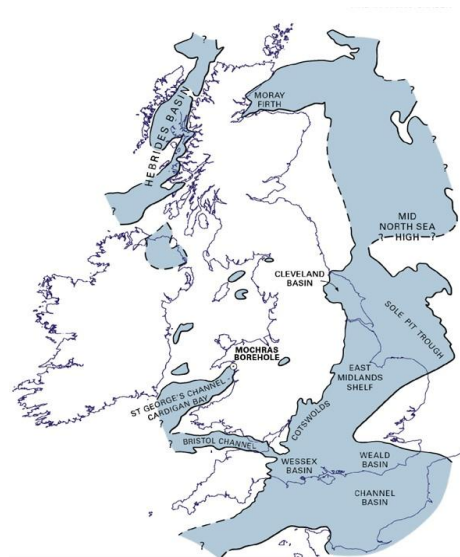 ?
MORAY
FIRTH
?
HEBRIDES BASIN
?
?
MID
NORTH SEA
? HIGH ?
CLEVELAND
BASIN
SOLE PIT TROUGH
MOCHRAS
BOREHOLE
EAST
MIDLANDS
SHELF
ST GEORGE'S CHANNEL
CARDIGAN BAY
?
COTSWOLDS
BRISTOL CHANNEL
?
WESSEX
BASIN
WEALD
BASIN
CHANNEL
BASIN
?